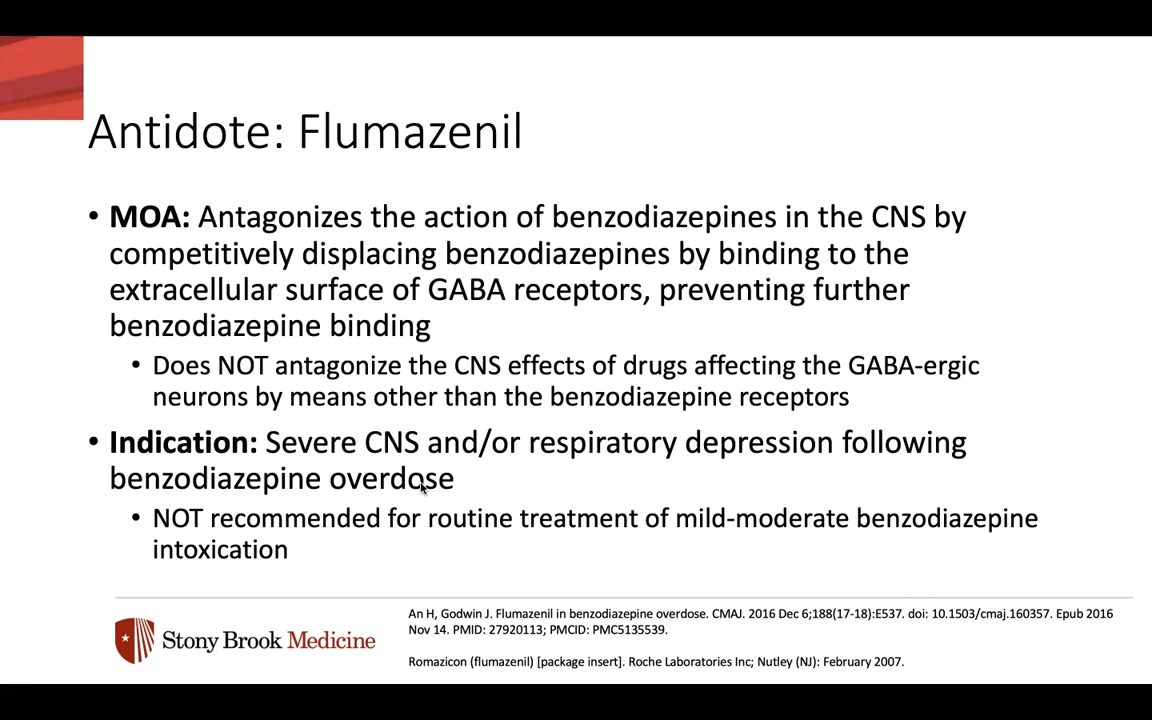 Antidote: Flumazenil
• MOA: Antagonizes the action of benzodiazepines in the CNS by
competitively displacing benzodiazepines by binding to the
extracellular surface of GABA receptors, preventing further
benzodiazepine binding
• Does NOT antagonize the CNS effects of drugs affecting the GABA-ergic
neurons by means other than the benzodiazepine receptors
• Indication: Severe CNS and/or respiratory depression following
benzodiazepine overdose
• NOT recommended for routine treatment of mild-moderate benzodiazepine
intoxication
Stony Brook Medicine
An H, Godwin J. Flumazenil in benzodiazepine overdose. CMAJ. 2016 Dec 6;188(17-18):E537. doi: 10.1503/cmaj.160357. Epub 2016
Nov 14. PMID: 27920113; PMCID: PMC5135539.
Romazicon (flumazenil) [package insert]. Roche Laboratories Inc; Nutley (NJ): February 2007.